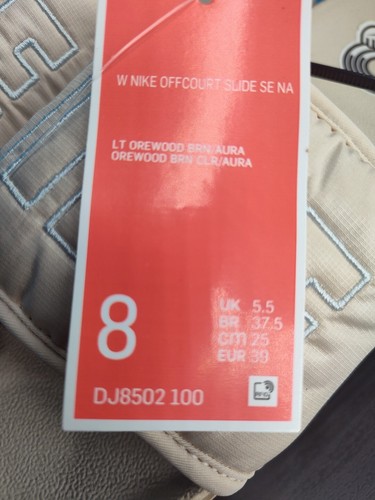 W NIKE OFFCOURT SLIDE SE NA
LT OREWOOD BRN/AURA
OREWOOD BRN CLR/AURA
8
UK 5.5
BR 37.5
cm 25
EUR 39
DJ8502 100
RFID